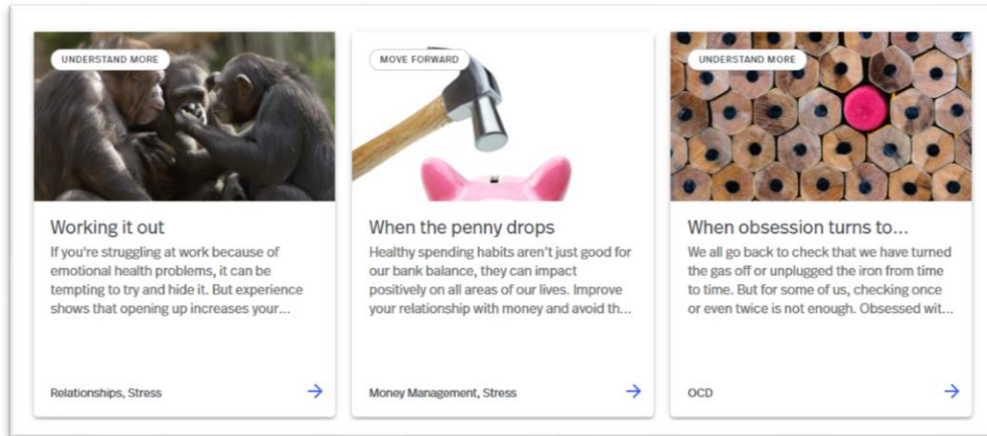 UNDERSTAND MORE
Working it out
If you're struggling at work because of
emotional health problems, it can be
tempting to try and hide it. But experience
shows that opening up increases your...
Relationships, Stress
MOVE FORWARD
When the penny drops
Healthy spending habits aren't just good for
our bank balance, they can impact
positively on all areas of our lives. Improve
your relationship with money and avoid th...
Money Management, Stress
UNDERSTAND MORE
When obsession turns to...
We all go back to check that we have turned
the gas off or unplugged the iron from time
to time. But for some of us, checking once
or even twice is not enough. Obsessed wit...
OCD